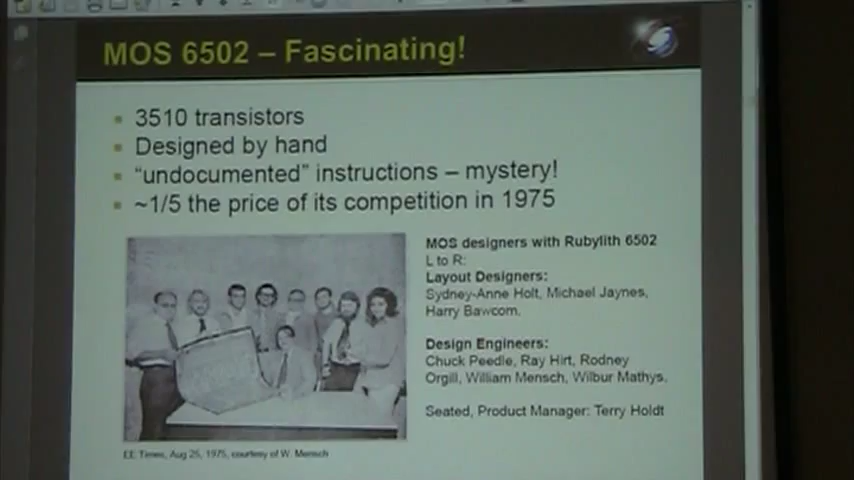 MOS 6502 – Fascinating!
3510 transistors
Designed by hand
“undocumented” instructions – mystery!
~1/5 the price of its competition in 1975
MOS designers with Rubylith 6502
L to R:
Layout Designers:
Sydney-Anne Holt, Michael Jaynes,
Harry Bawcom.
Design Engineers:
Chuck Peedle, Ray Hirt, Rodney
Orgill, William Mensch, Wilbur Mathys.
Seated, Product Manager: Terry Holdt
EE Times, Aug 25, 1975, courtesy of W. Mensch